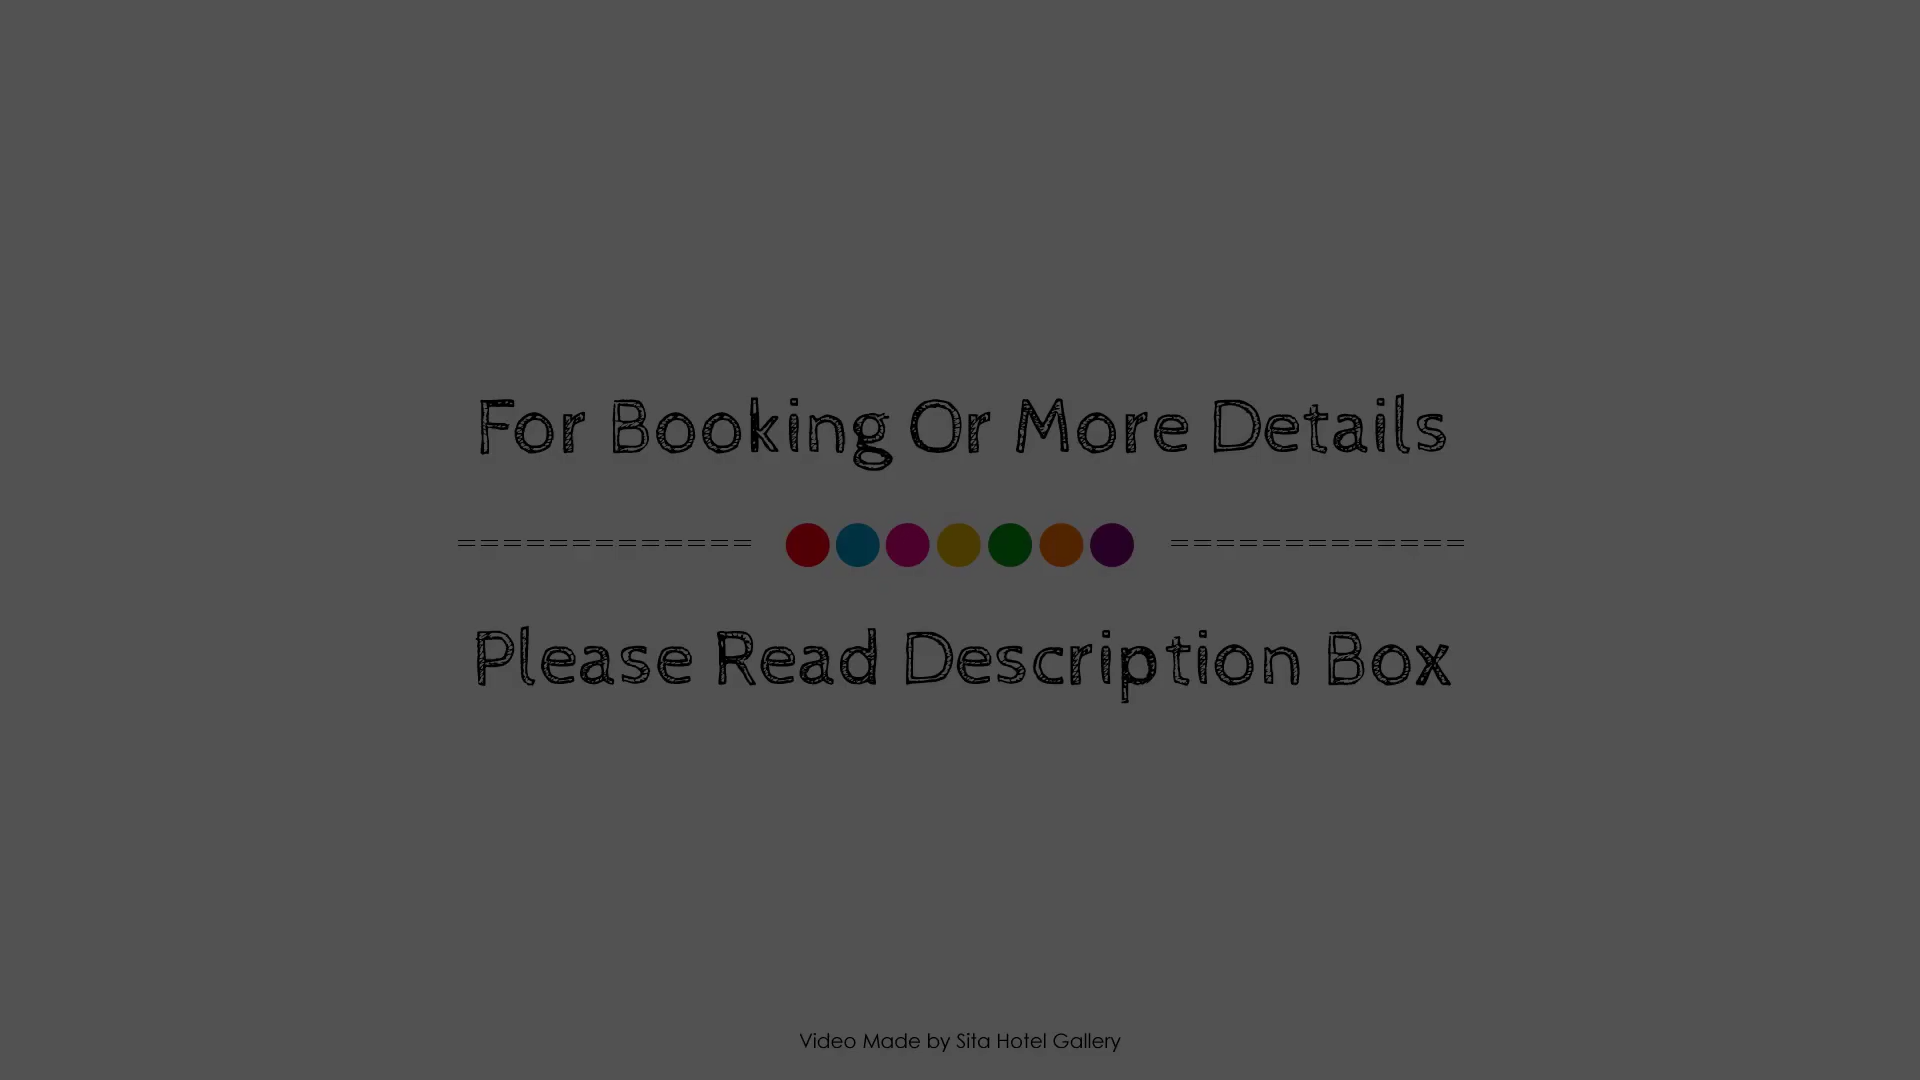 For Booking Or More Details
============= =============
Please Read Description Box
Video Made by Sita Hotel Gallery